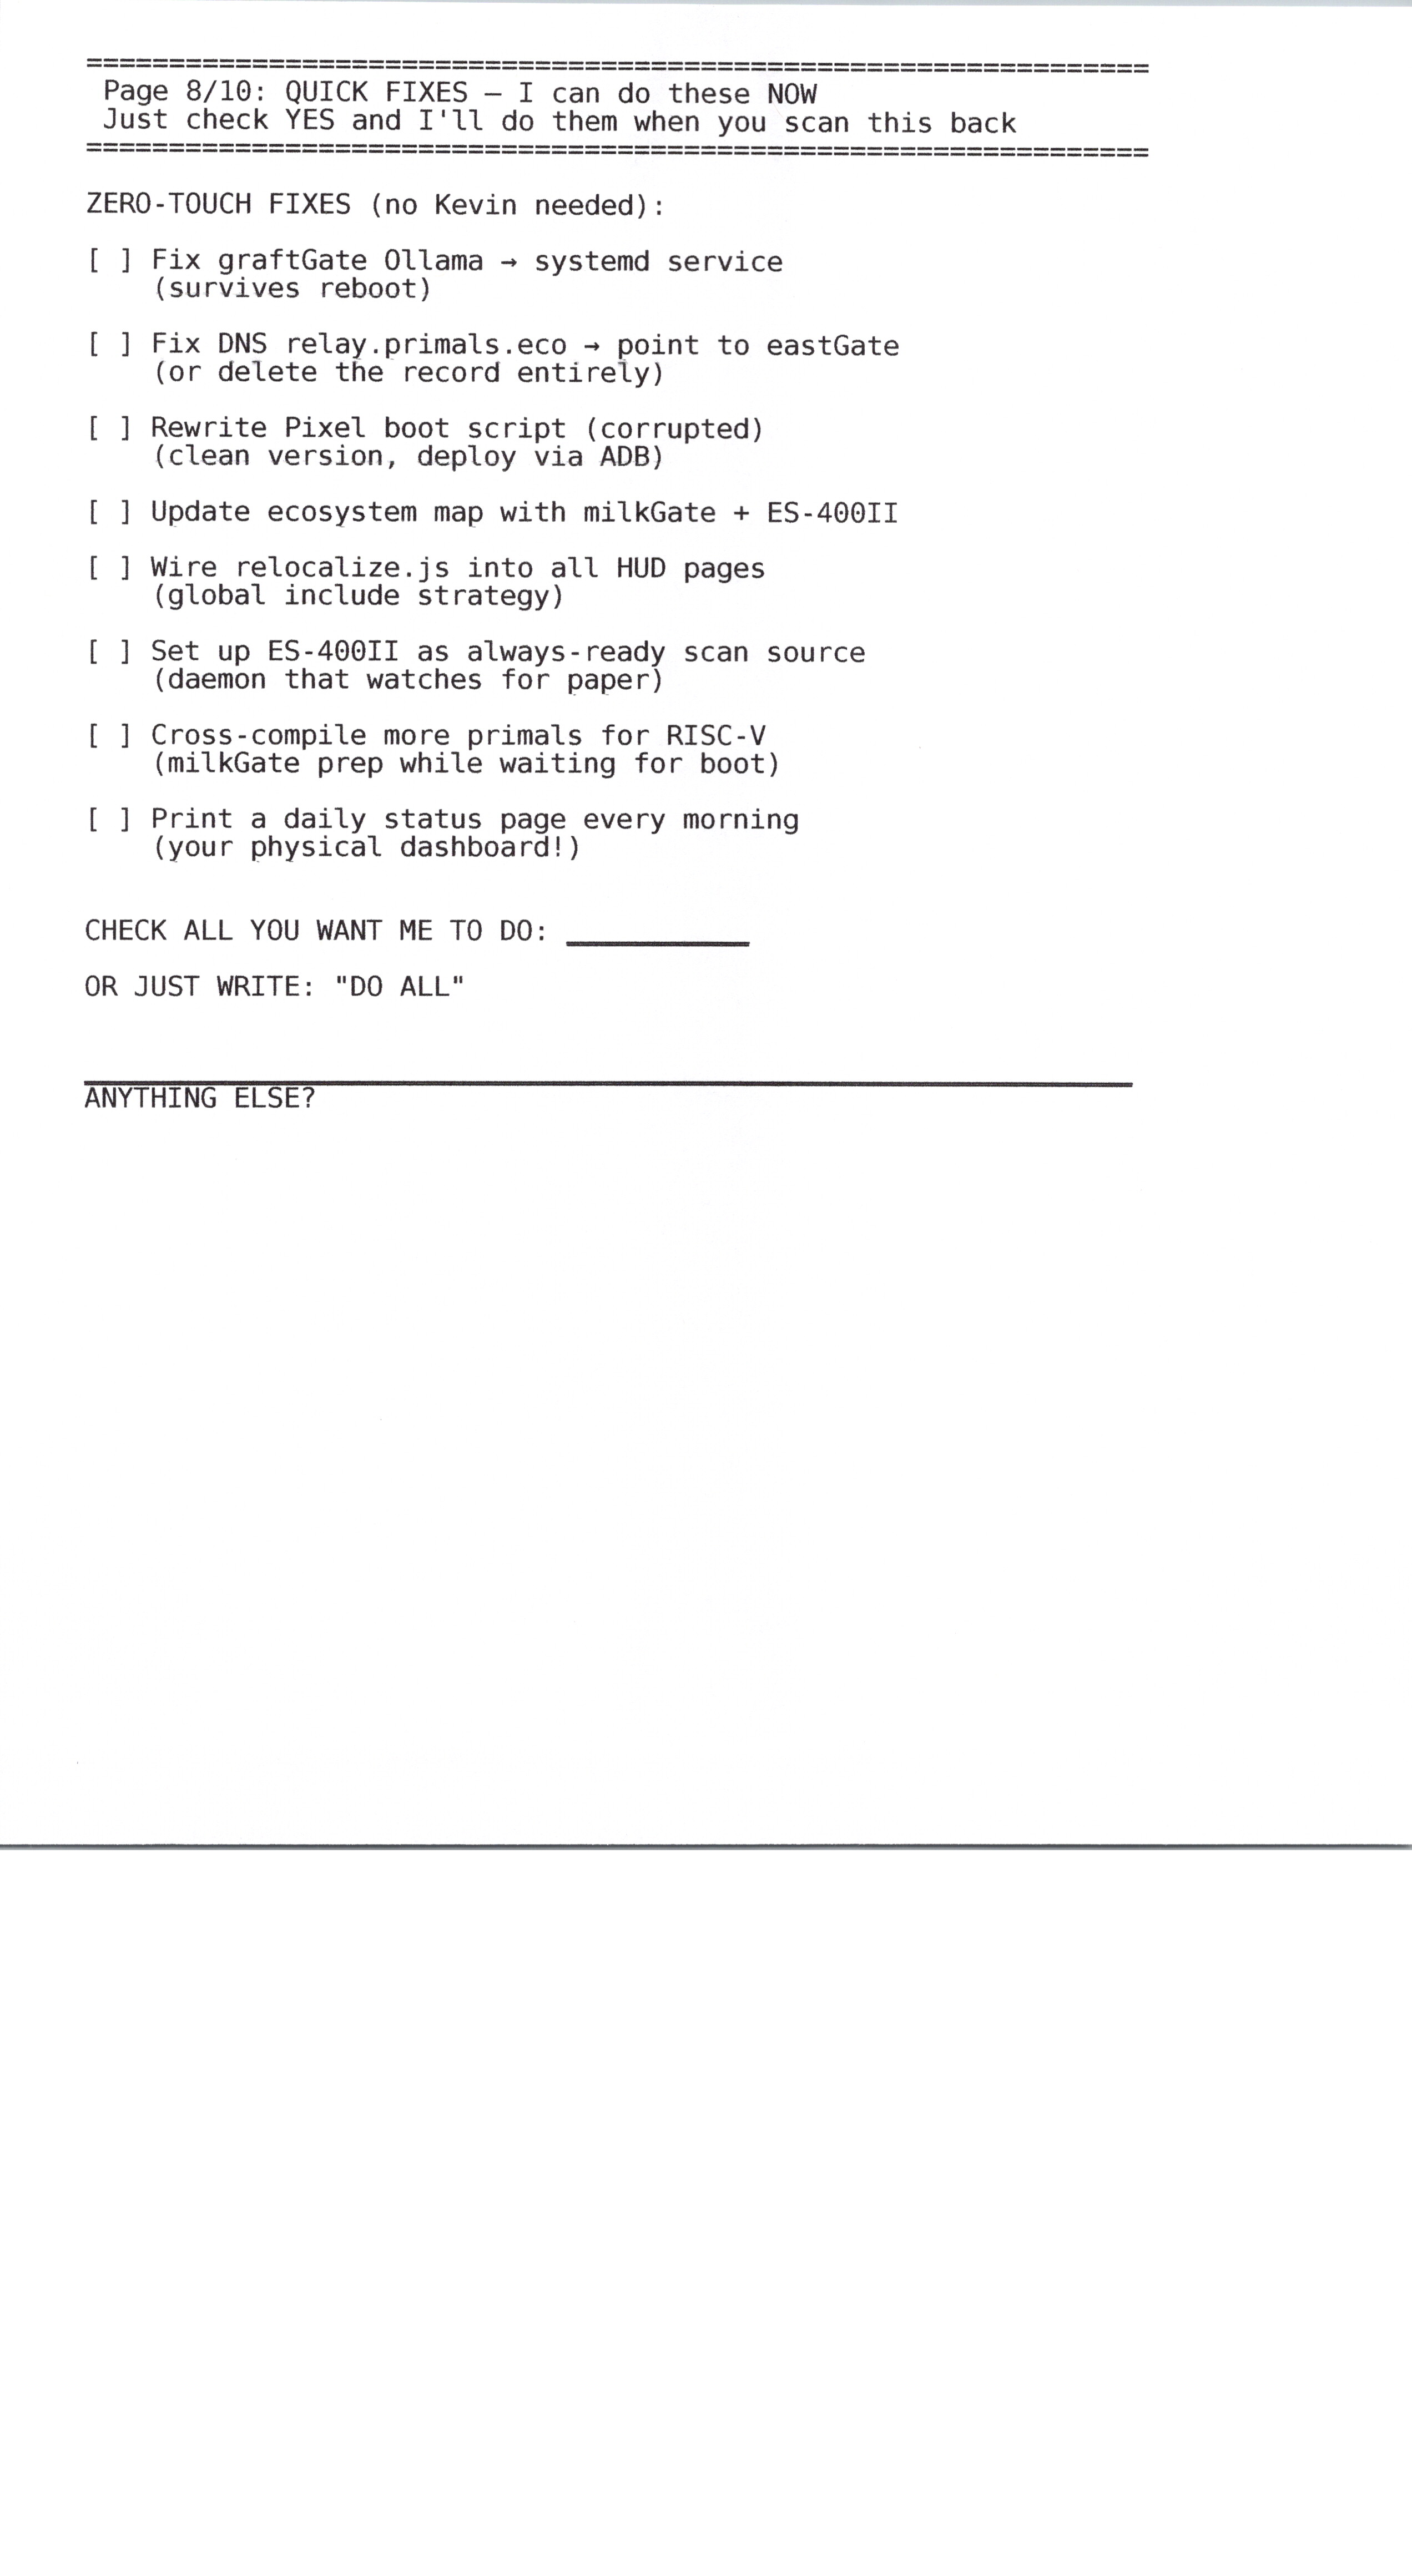 ================================================================
Page 8/10: QUICK FIXES — I can do these NOW
Just check YES and I'll do them when you scan this back
================================================================
ZERO-TOUCH FIXES (no Kevin needed):
[ ] Fix graftGate Ollama → systemd service
(survives reboot)
[ ] Fix DNS relay.primals.eco → point to eastGate
(or delete the record entirely)
[ ] Rewrite Pixel boot script (corrupted)
(clean version, deploy via ADB)
[ ] Update ecosystem map with milkGate + ES-400II
[ ] Wire relocalize.js into all HUD pages
(global include strategy)
[ ] Set up ES-400II as always-ready scan source
(daemon that watches for paper)
[ ] Cross-compile more primals for RISC-V
(milkGate prep while waiting for boot)
[ ] Print a daily status page every morning
(your physical dashboard!)
CHECK ALL YOU WANT ME TO DO: ___________
OR JUST WRITE: "DO ALL"
_______________________________________________________________
ANYTHING ELSE?